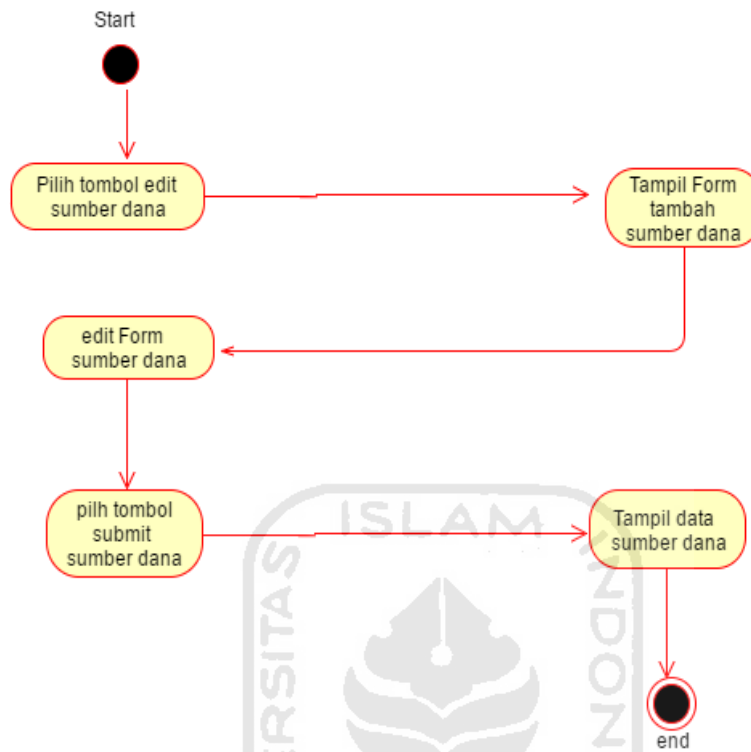 Start
Pilih tombol edit
sumber dana
Tampil Form
tambah
sumber dana
edit Form
sumber dana
pilh tombol
submit
sumber dana
Tampil data
sumber dana
end
ISLAM